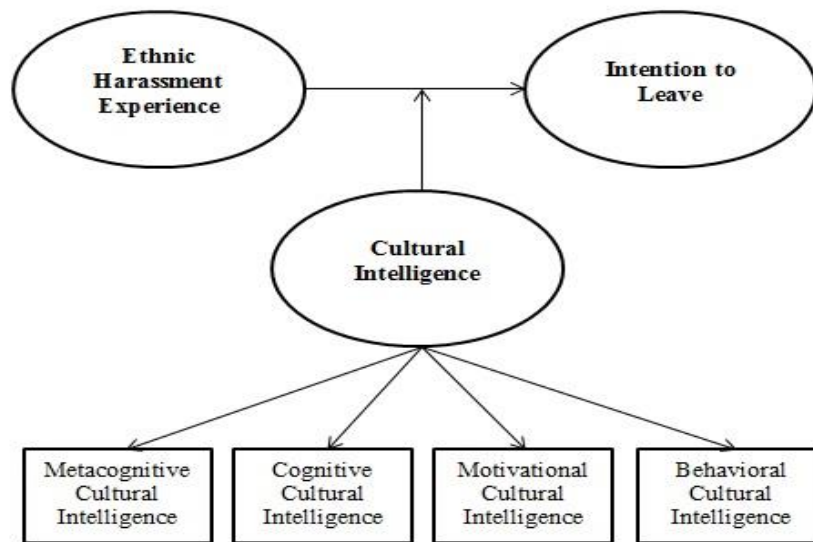 Ethnic
Harassment
Experience
Intention to
Leave
Cultural
Intelligence
Metacognitive
Cultural
Intelligence
Cognitive
Cultural
Intelligence
Motivational
Cultural
Intelligence
Behavioral
Cultural
Intelligence